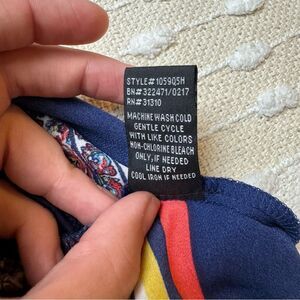 STYLE#1059Q5H
BN#322471/0217
RN#31310
MACHINE WASH COLD
GENTLE CYCLE
WITH LIKE COLORS
NON-CHLORINE BLEACH
ONLY, IF NEEDED
LINE DRY
COOL IRON IF NEEDED